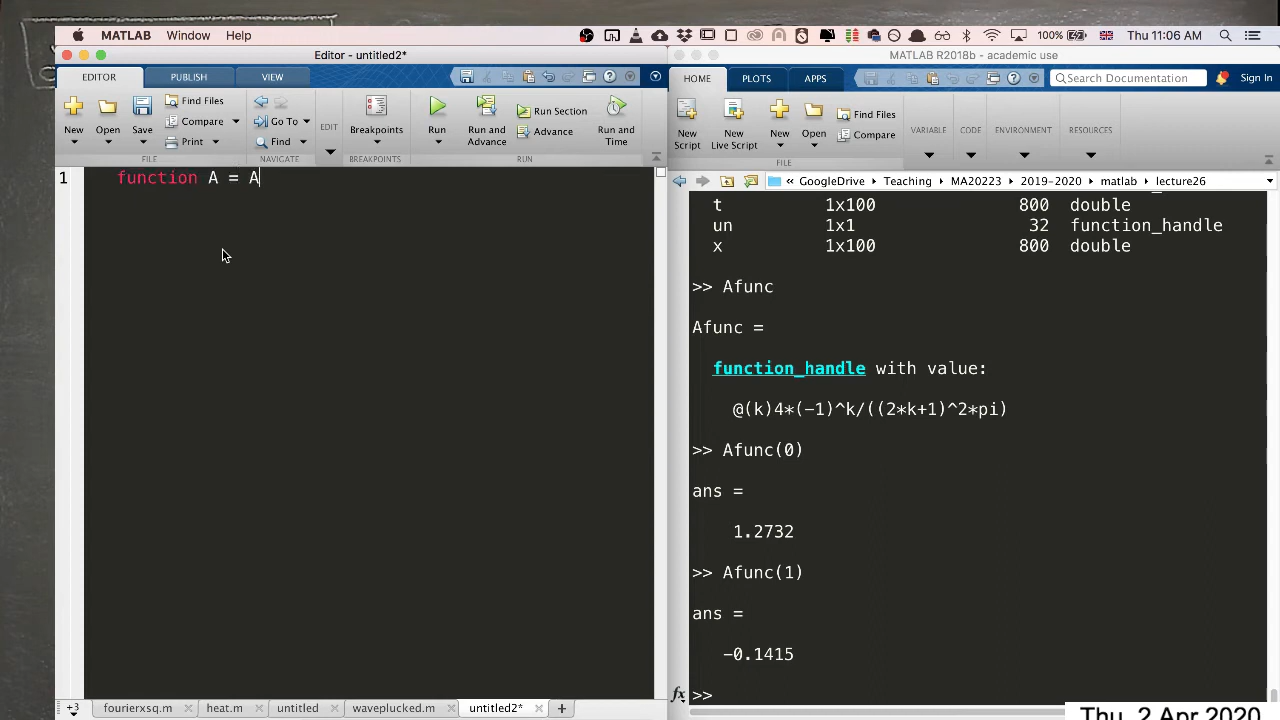 MATLAB Window Help 100% Thu 11:06 AM
Editor - untitled2*
EDITOR PUBLISH VIEW
New Open Save Find Files Compare Print Go To Find EDIT Breakpoints Run Run and Advance Run Section Advance Run and Time
FILE NAVIGATE BREAKPOINTS RUN
1 function A = A
+3 fourierxsq.m heat.m untitled waveplucked.m untitled2* +
MATLAB R2018b - academic use
HOME PLOTS APPS Search Documentation Sign In
New Script New Live Script New Open Find Files Compare VARIABLE CODE ENVIRONMENT RESOURCES
FILE
« GoogleDrive Teaching MA20223 2019-2020 matlab lecture26
t 1x100 800 double
un 1x1 32 function_handle
x 1x100 800 double
>> Afunc
Afunc =
function_handle with value:
@(k)4*(-1)^k/((2*k+1)^2*pi)
>> Afunc(0)
ans =
1.2732
>> Afunc(1)
ans =
-0.1415
fx >>
Thu, 2 Apr 2020